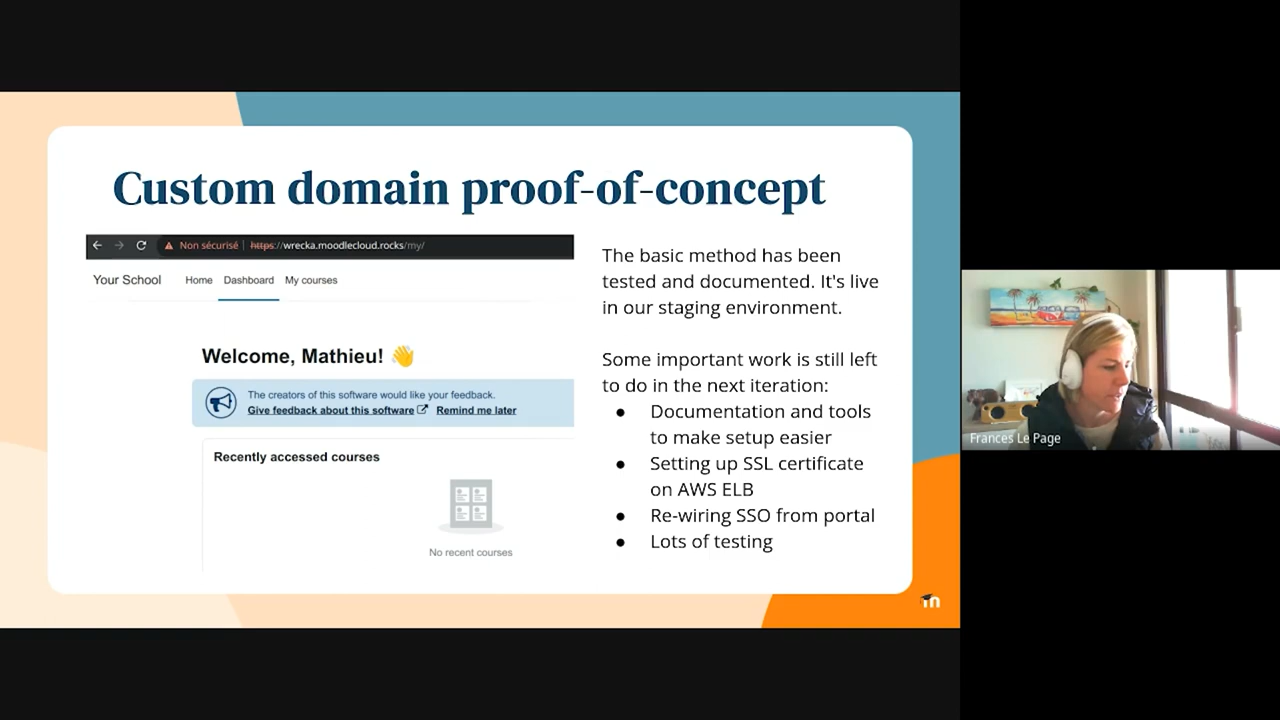 Custom domain proof-of-concept
Non sécurisé https://wrecka.moodlecloud.rocks/my/
Your School Home Dashboard My courses
Welcome, Mathieu! 👋
The creators of this software would like your feedback.
Give feedback about this software Remind me later
Recently accessed courses
No recent courses
The basic method has been
tested and documented. It's live
in our staging environment.
Some important work is still left
to do in the next iteration:
● Documentation and tools
to make setup easier
● Setting up SSL certificate
on AWS ELB
● Re-wiring SSO from portal
● Lots of testing
m
Frances Le Page